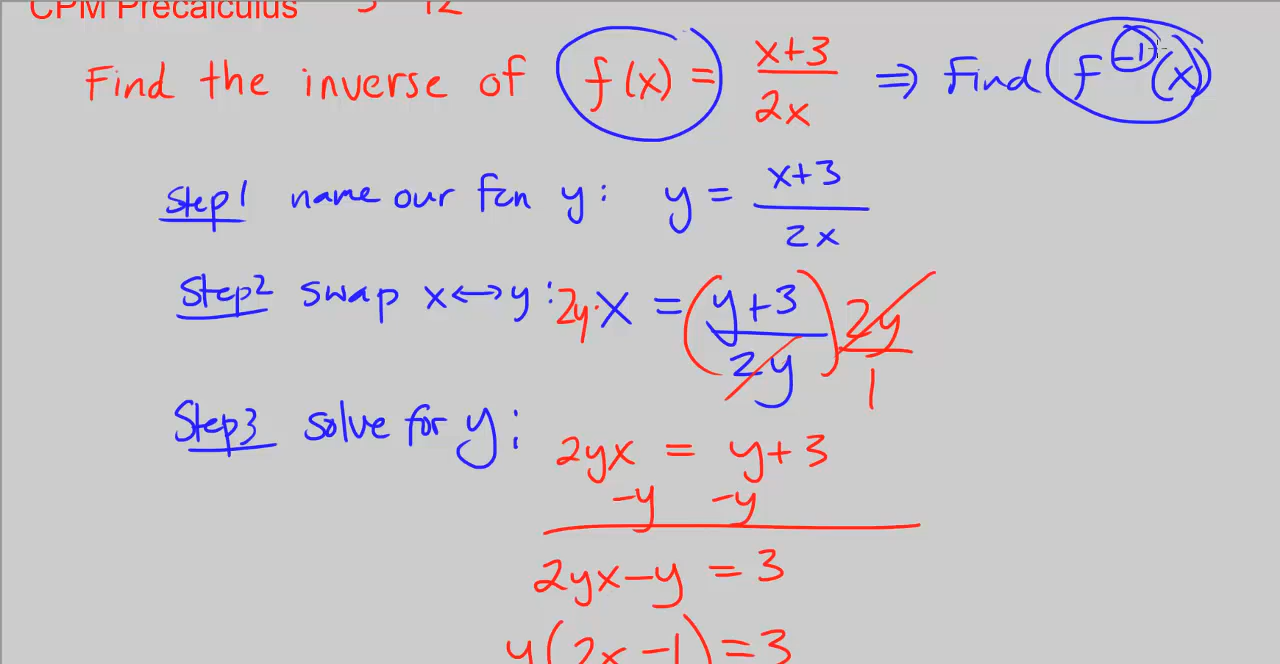 CPM Precalculus
Find the inverse of f(x) = x+3 / 2x ⇒ Find f⁻¹(x)
Step1 name our fcn y: y = x+3 / 2x
Step2 swap x↔y: 2y·x = (y+3 / 2y) 2y / 1
Step3 solve for y:
2yx = y+3
-y -y
2yx-y = 3
y(2x-1) = 3